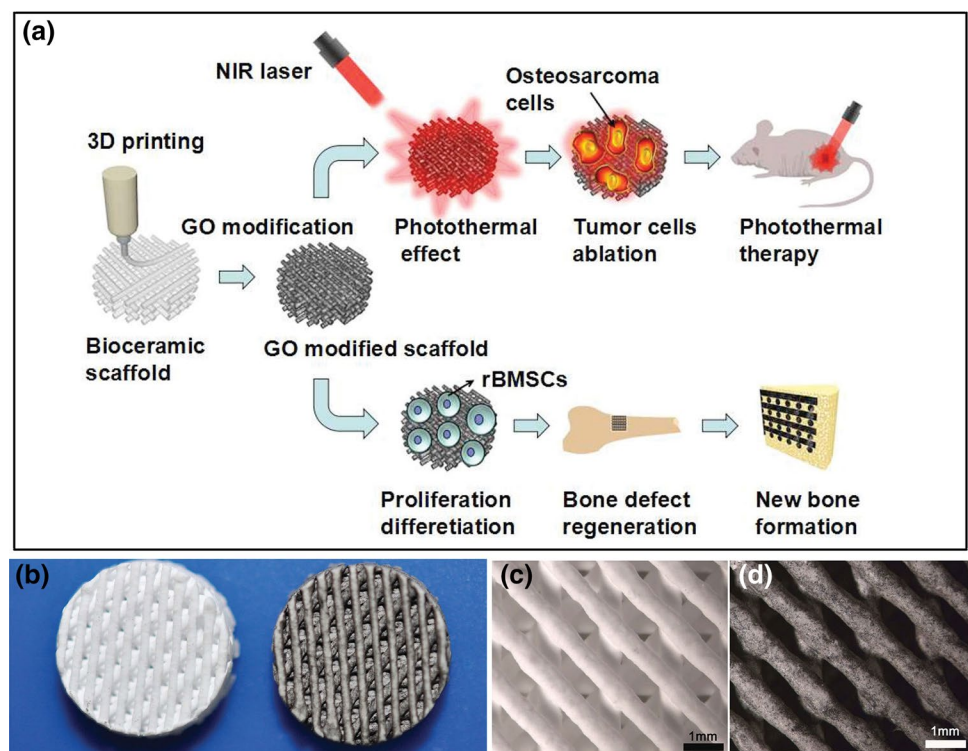 (a)
NIR laser
Osteosarcoma
cells
3D printing
GO modification
Photothermal
effect
Tumor cells
ablation
Photothermal
therapy
Bioceramic
scaffold
GO modified scaffold
rBMSCs
Proliferation
differetiation
Bone defect
regeneration
New bone
formation
(b)
(c)
1mm
(d)
1mm